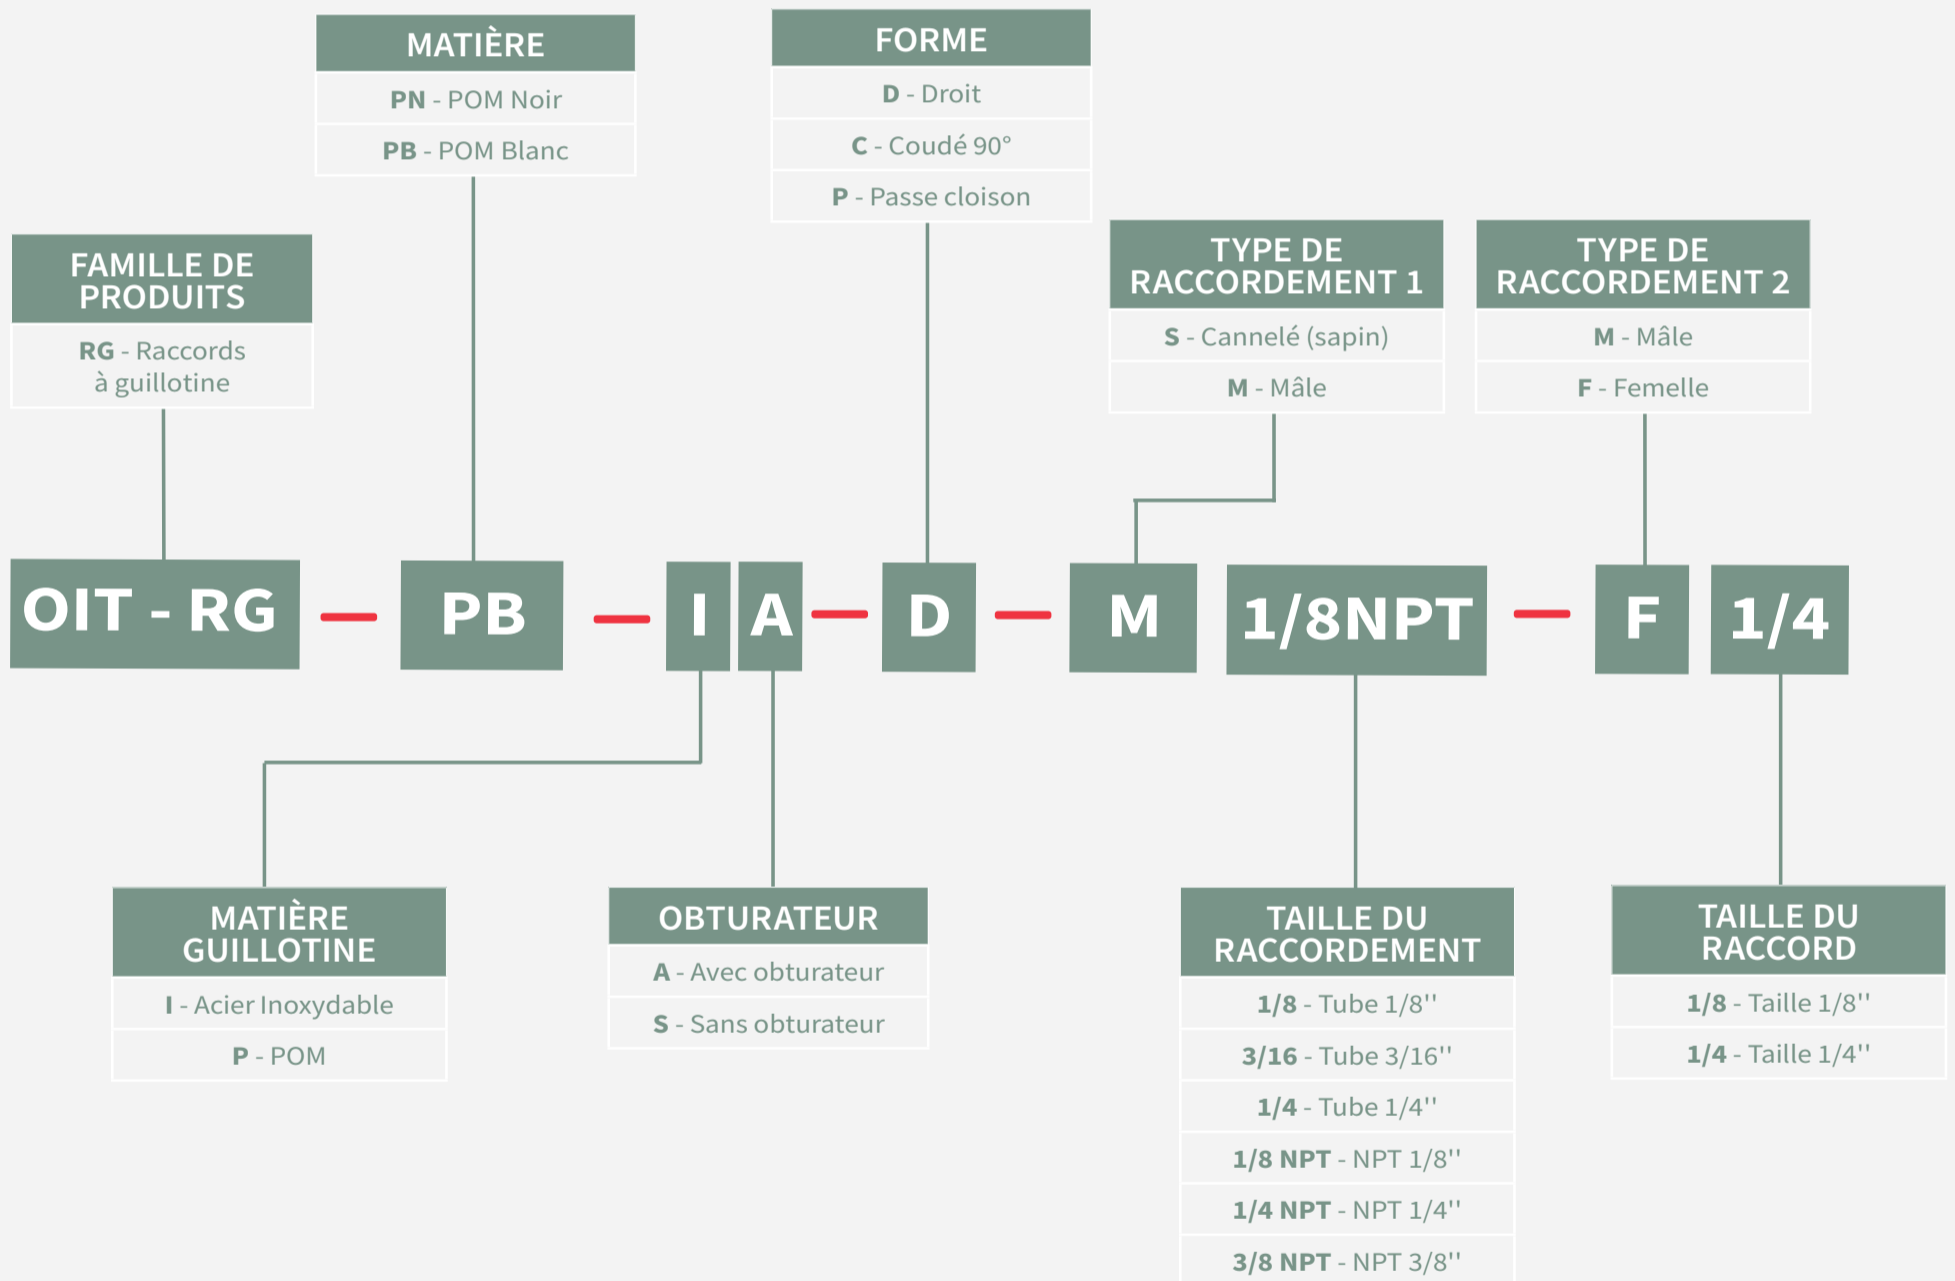 MATIÈRE
PN - POM Noir
PB - POM Blanc
FORME
D - Droit
C - Coudé 90°
P - Passe cloison
FAMILLE DE
PRODUITS
RG - Raccords
à guillotine
TYPE DE
RACCORDEMENT 1
S - Cannelé (sapin)
M - Mâle
TYPE DE
RACCORDEMENT 2
M - Mâle
F - Femelle
OIT - RG — PB — I A — D — M 1/8NPT — F 1/4
MATIÈRE
GUILLOTINE
I - Acier Inoxydable
P - POM
OBTURATEUR
A - Avec obturateur
S - Sans obturateur
TAILLE DU
RACCORDEMENT
1/8 - Tube 1/8''
3/16 - Tube 3/16''
1/4 - Tube 1/4''
1/8 NPT - NPT 1/8''
1/4 NPT - NPT 1/4''
3/8 NPT - NPT 3/8''
TAILLE DU
RACCORD
1/8 - Taille 1/8''
1/4 - Taille 1/4''